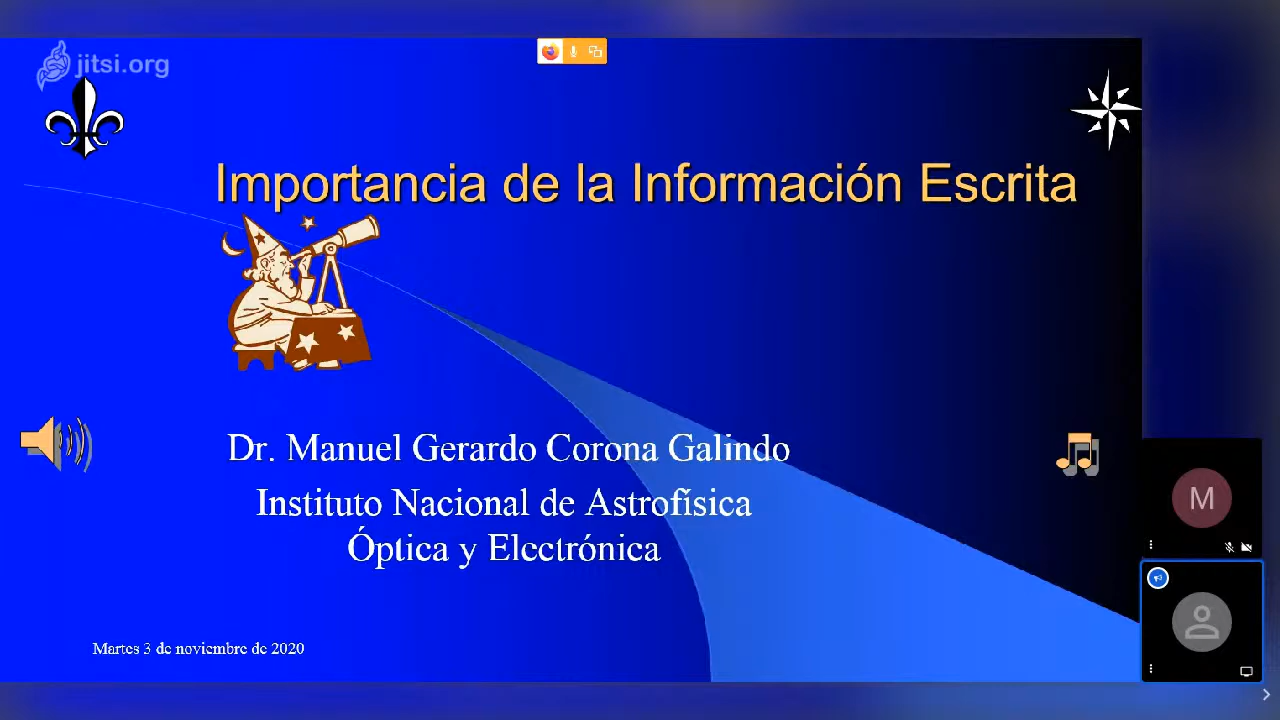 jitsi.org
Importancia de la Información Escrita
Dr. Manuel Gerardo Corona Galindo
Instituto Nacional de Astrofísica
Óptica y Electrónica
M
Martes 3 de noviembre de 2020